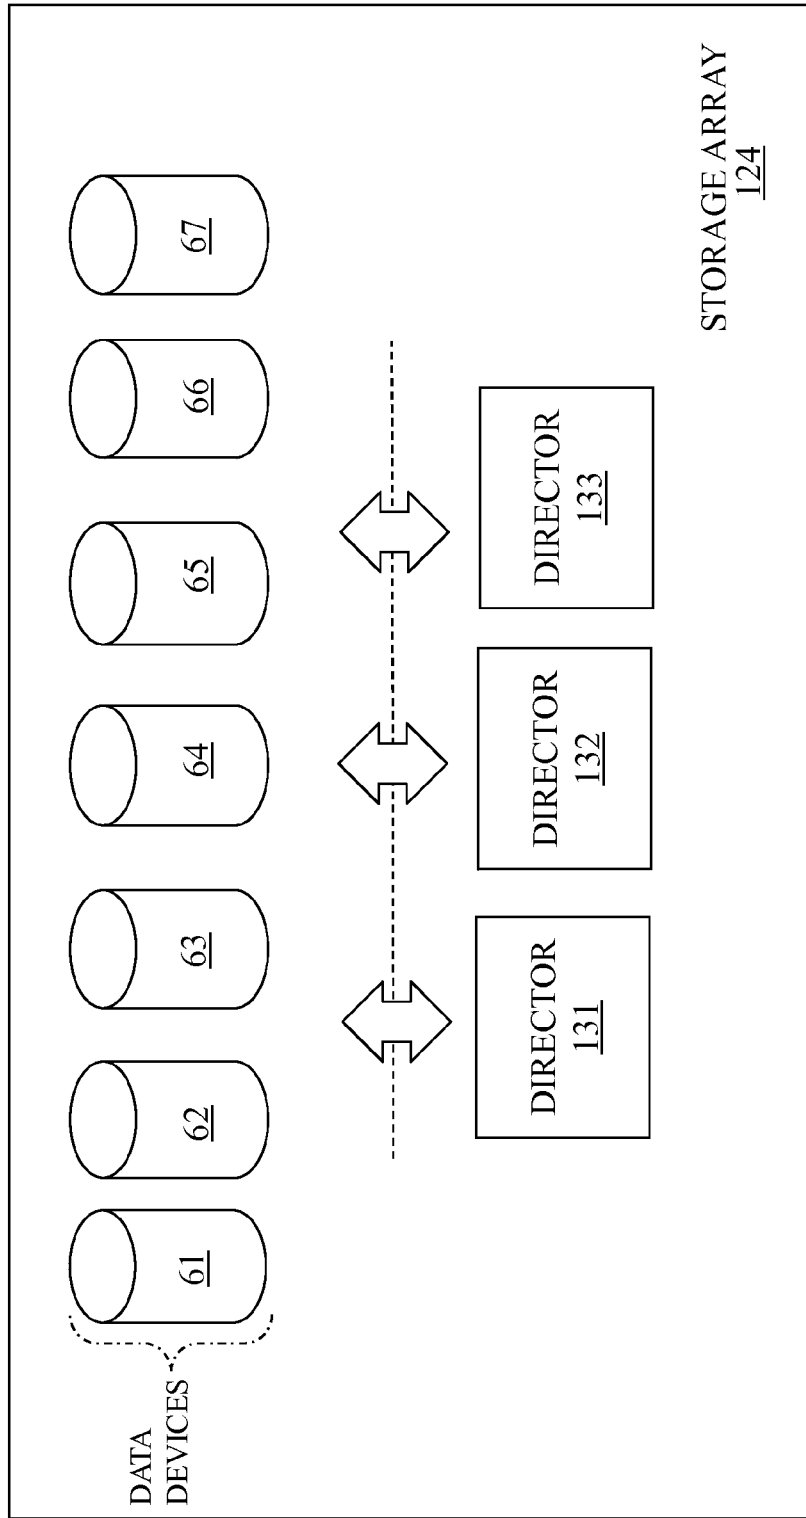 DATA
DEVICES
61
62
63
64
65
66
67
DIRECTOR
131
DIRECTOR
132
DIRECTOR
133
STORAGE ARRAY
124